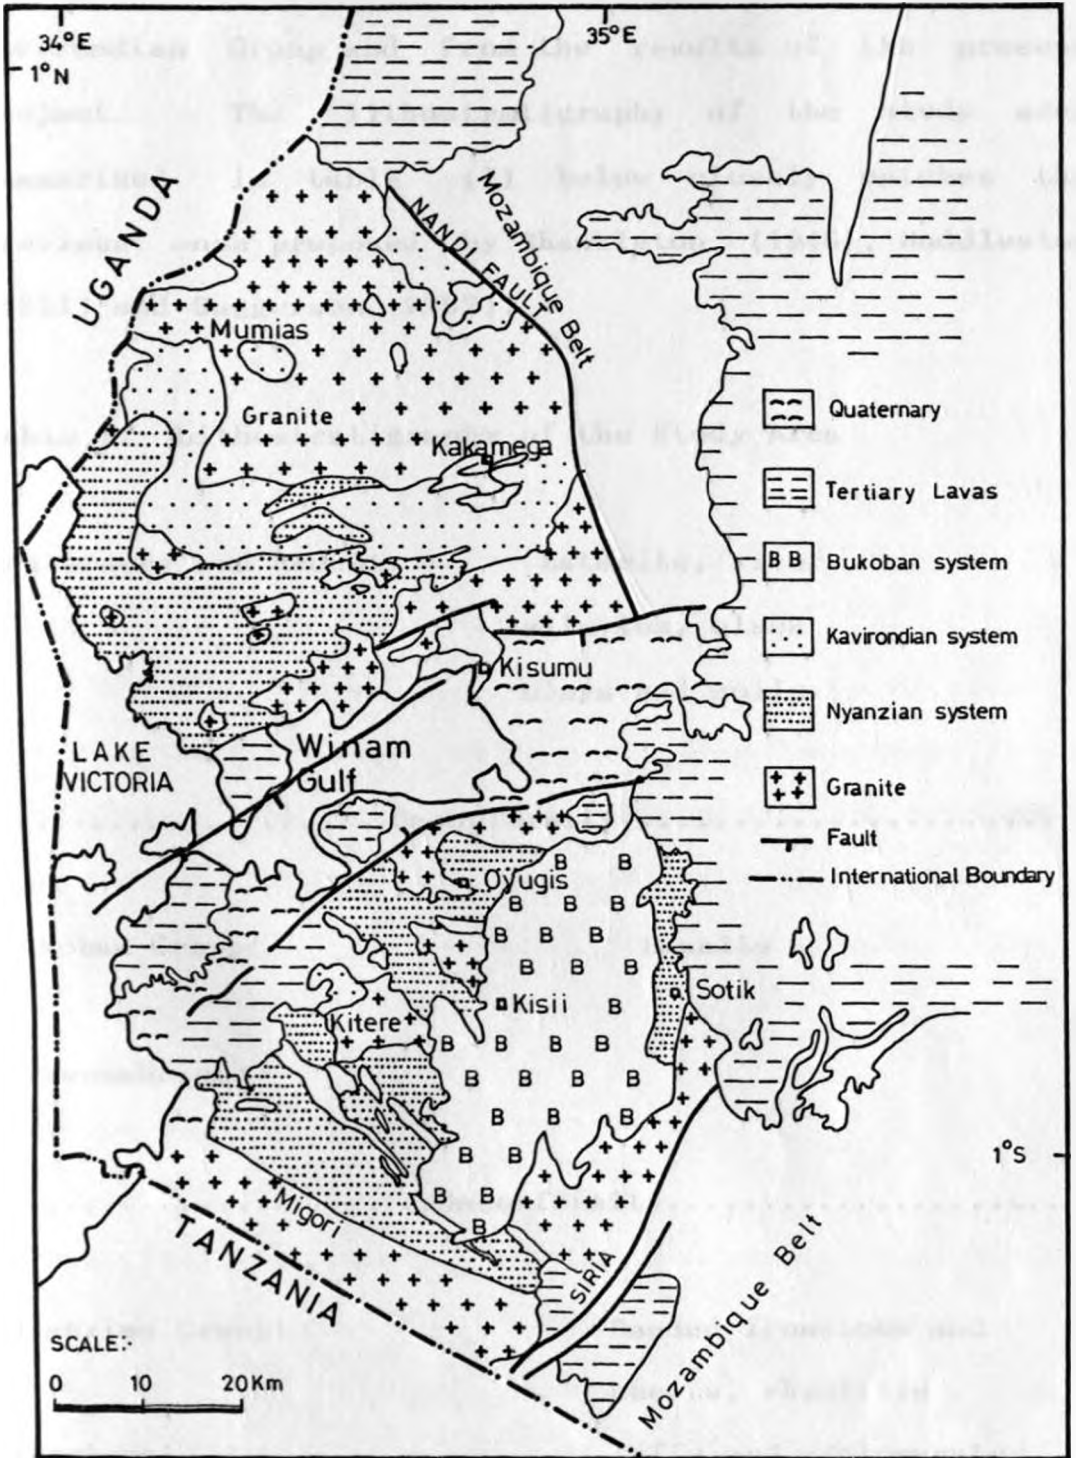 34°E
35°E
1°N
UGANDA
NANDI FAULT
Mozambique Belt
Mumias
Granite
Kakamega
Quaternary
Tertiary Lavas
B B Bukoban system
Kavirondian system
Nyanzian system
Granite
Fault
International Boundary
Kisumu
LAKE
VICTORIA
Winam
Gulf
Oyugis
B B
B B B
B B B
B B B
Kisii
B
Sotik
Kitere
B B B B
B B B B
B B B
B B
B B
B
1°S
Migori
TANZANIA
SIRIA
Mozambique Belt
SCALE:-
0 10 20Km